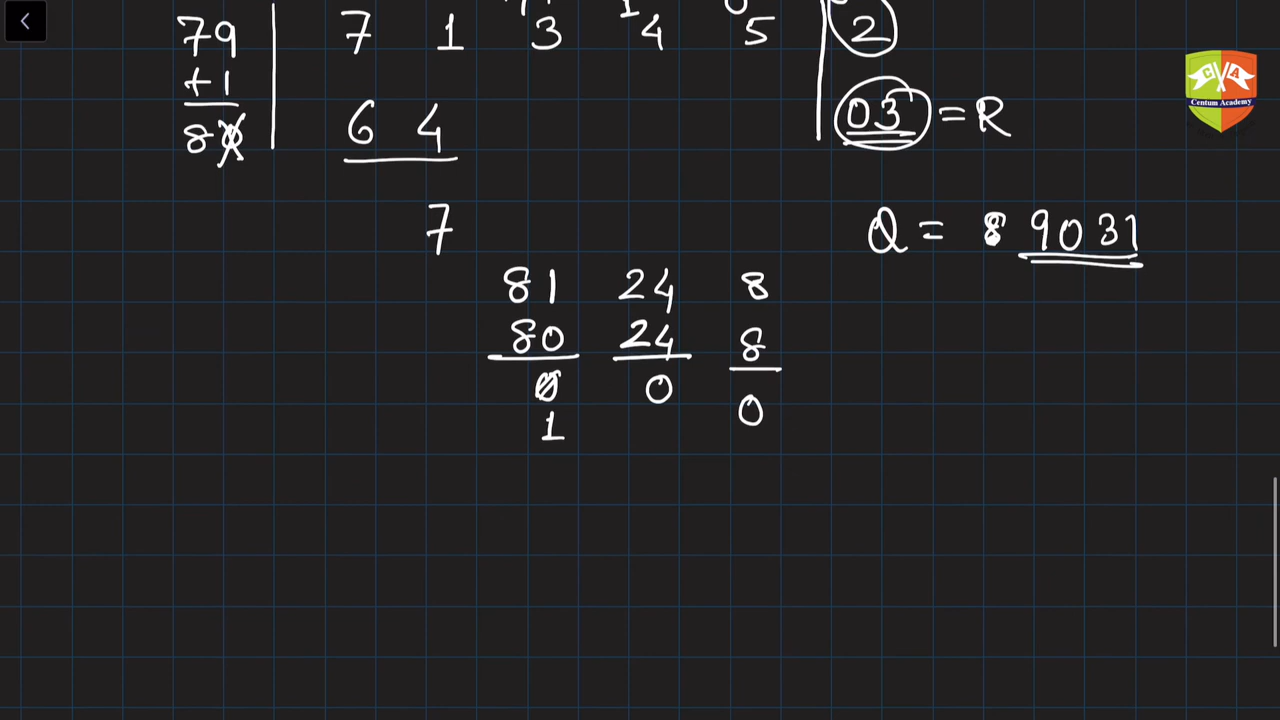 79 7 1 3 4 5 2
+1
80 6 4 03 = R
7 Q = 8 9031
81 24 8
80 24 8
0 0 0
1
Centum Academy